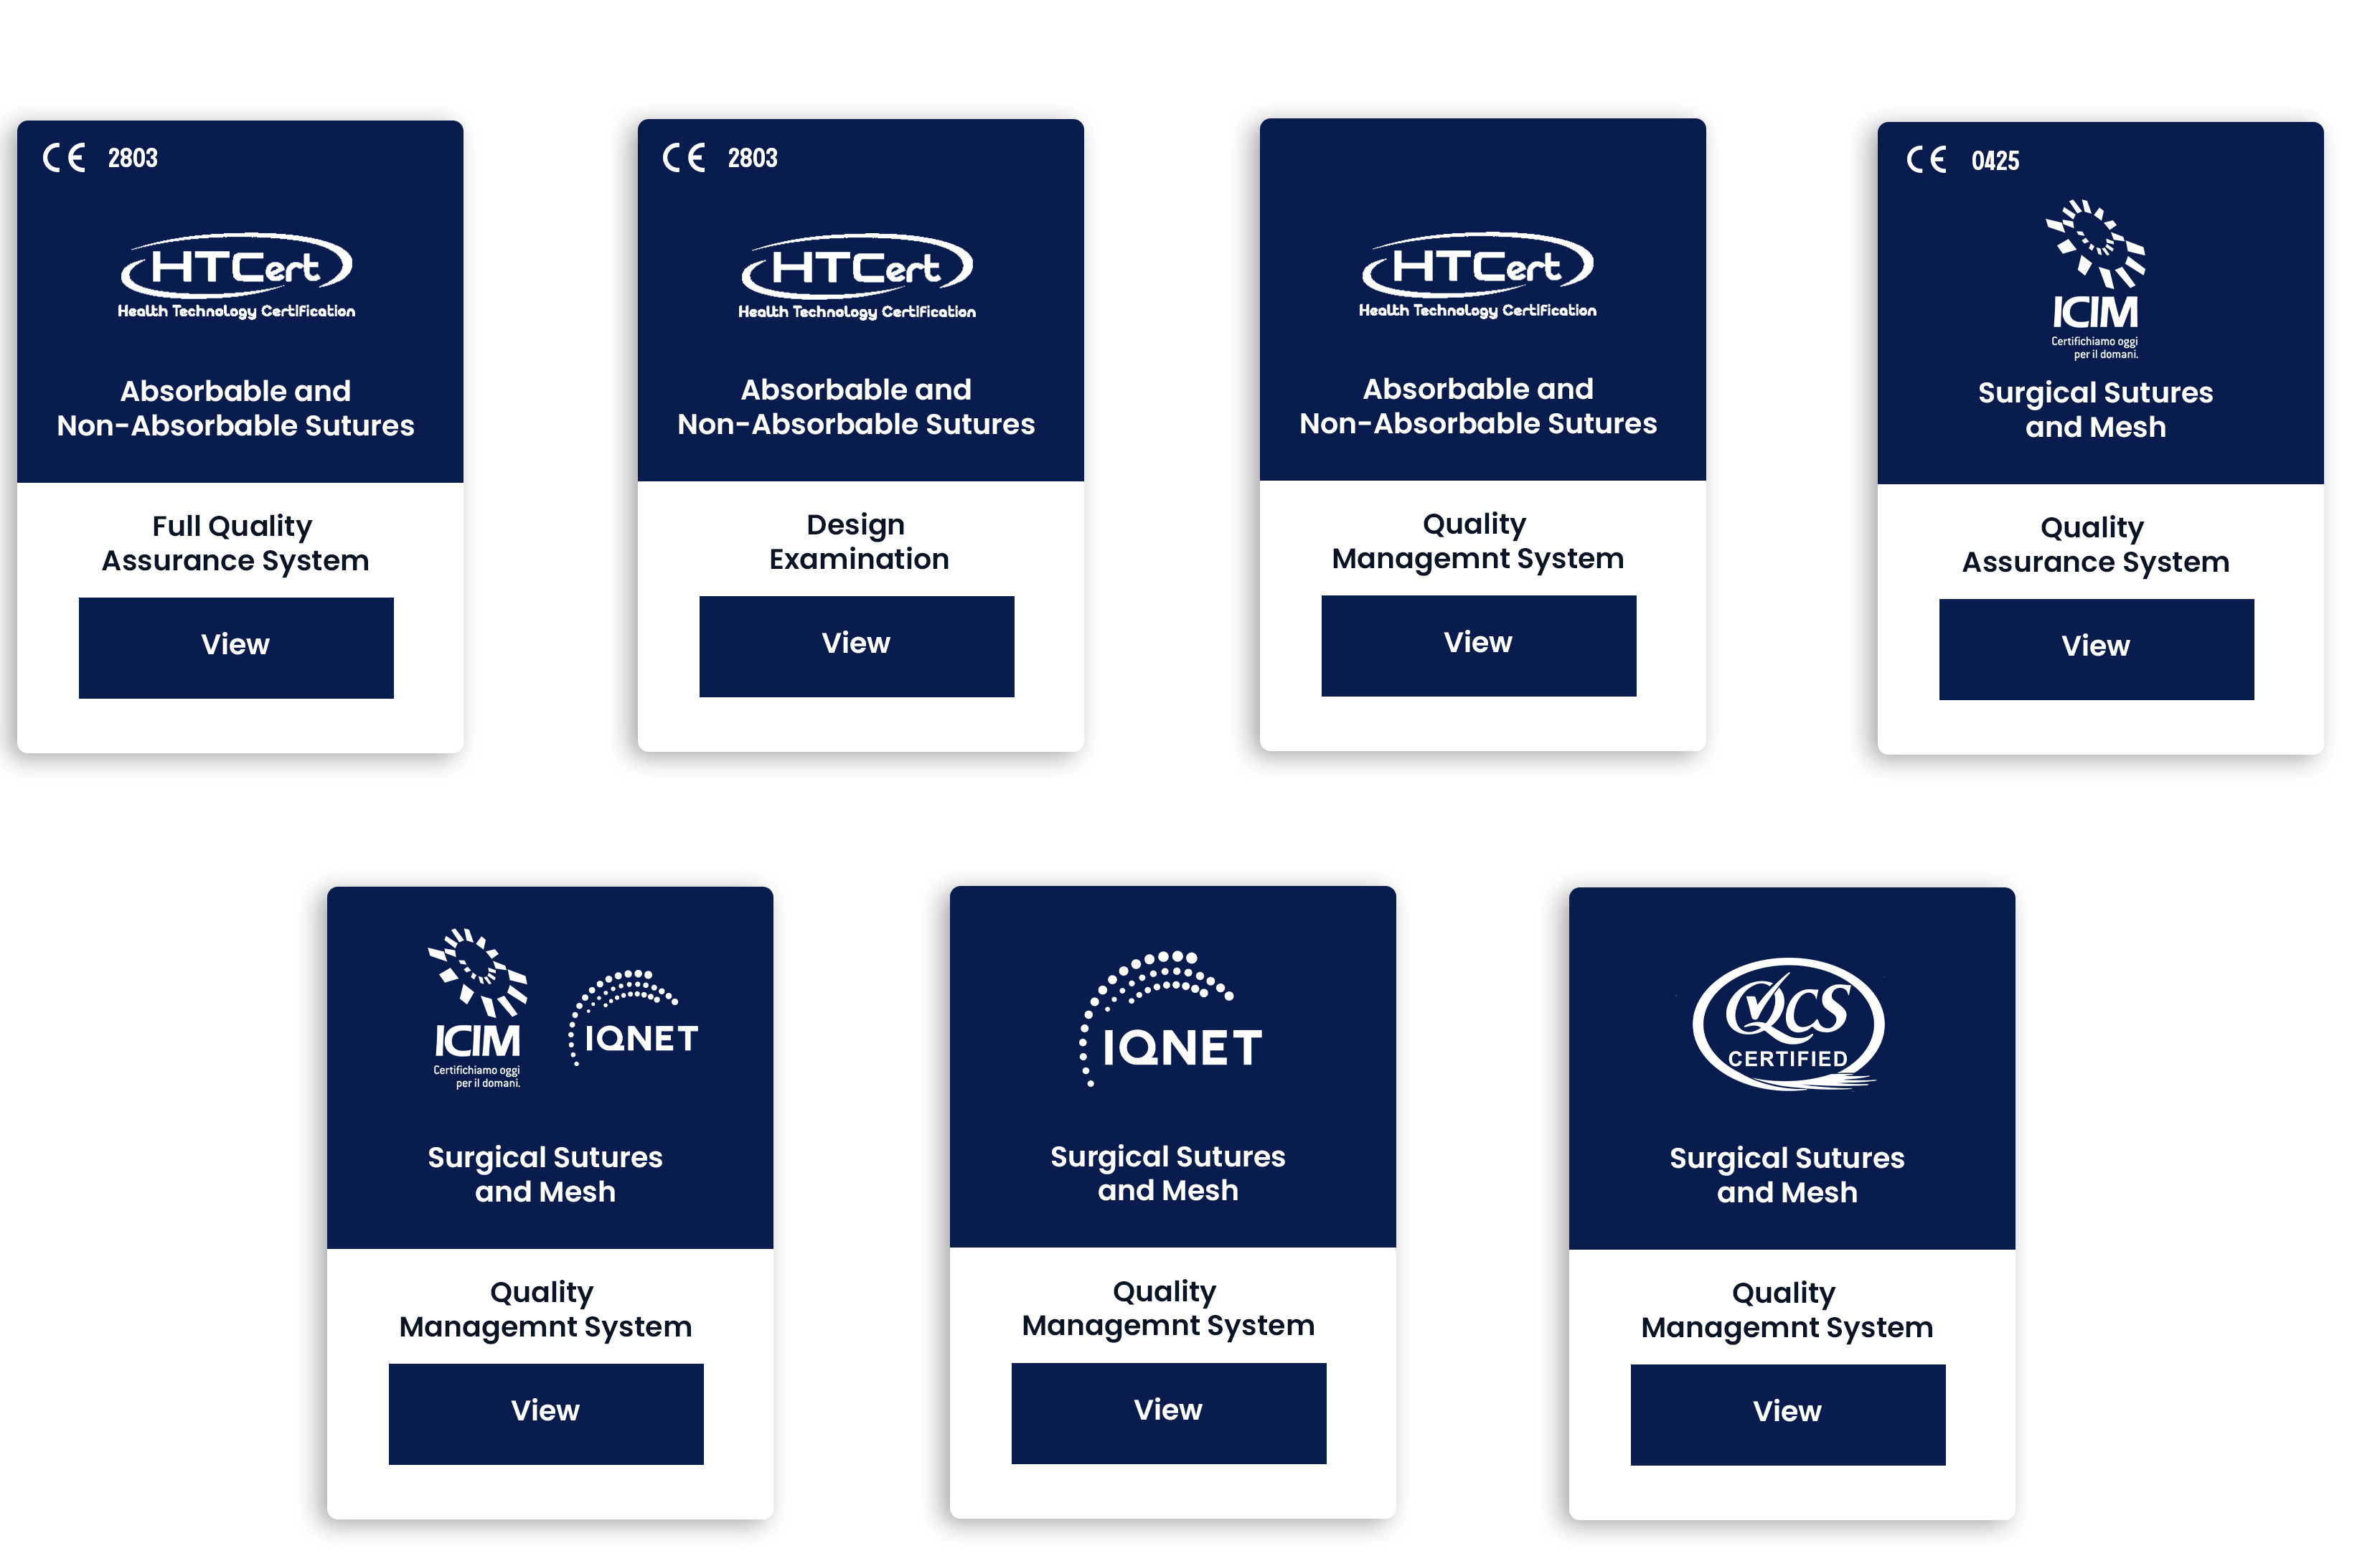 CE 2803
HTCert
Health Technology Certification
Absorbable and
Non-Absorbable Sutures
Full Quality
Assurance System
View
CE 2803
HTCert
Health Technology Certification
Absorbable and
Non-Absorbable Sutures
Design
Examination
View
HTCert
Health Technology Certification
Absorbable and
Non-Absorbable Sutures
Quality
Managemnt System
View
CE 0425
ICIM
Certifichiamo oggi
per il domani.
Surgical Sutures
and Mesh
Quality
Assurance System
View
ICIM
Certifichiamo oggi
per il domani.
IQNET
Surgical Sutures
and Mesh
Quality
Managemnt System
View
IQNET
Surgical Sutures
and Mesh
Quality
Managemnt System
View
QCS
CERTIFIED
Surgical Sutures
and Mesh
Quality
Managemnt System
View